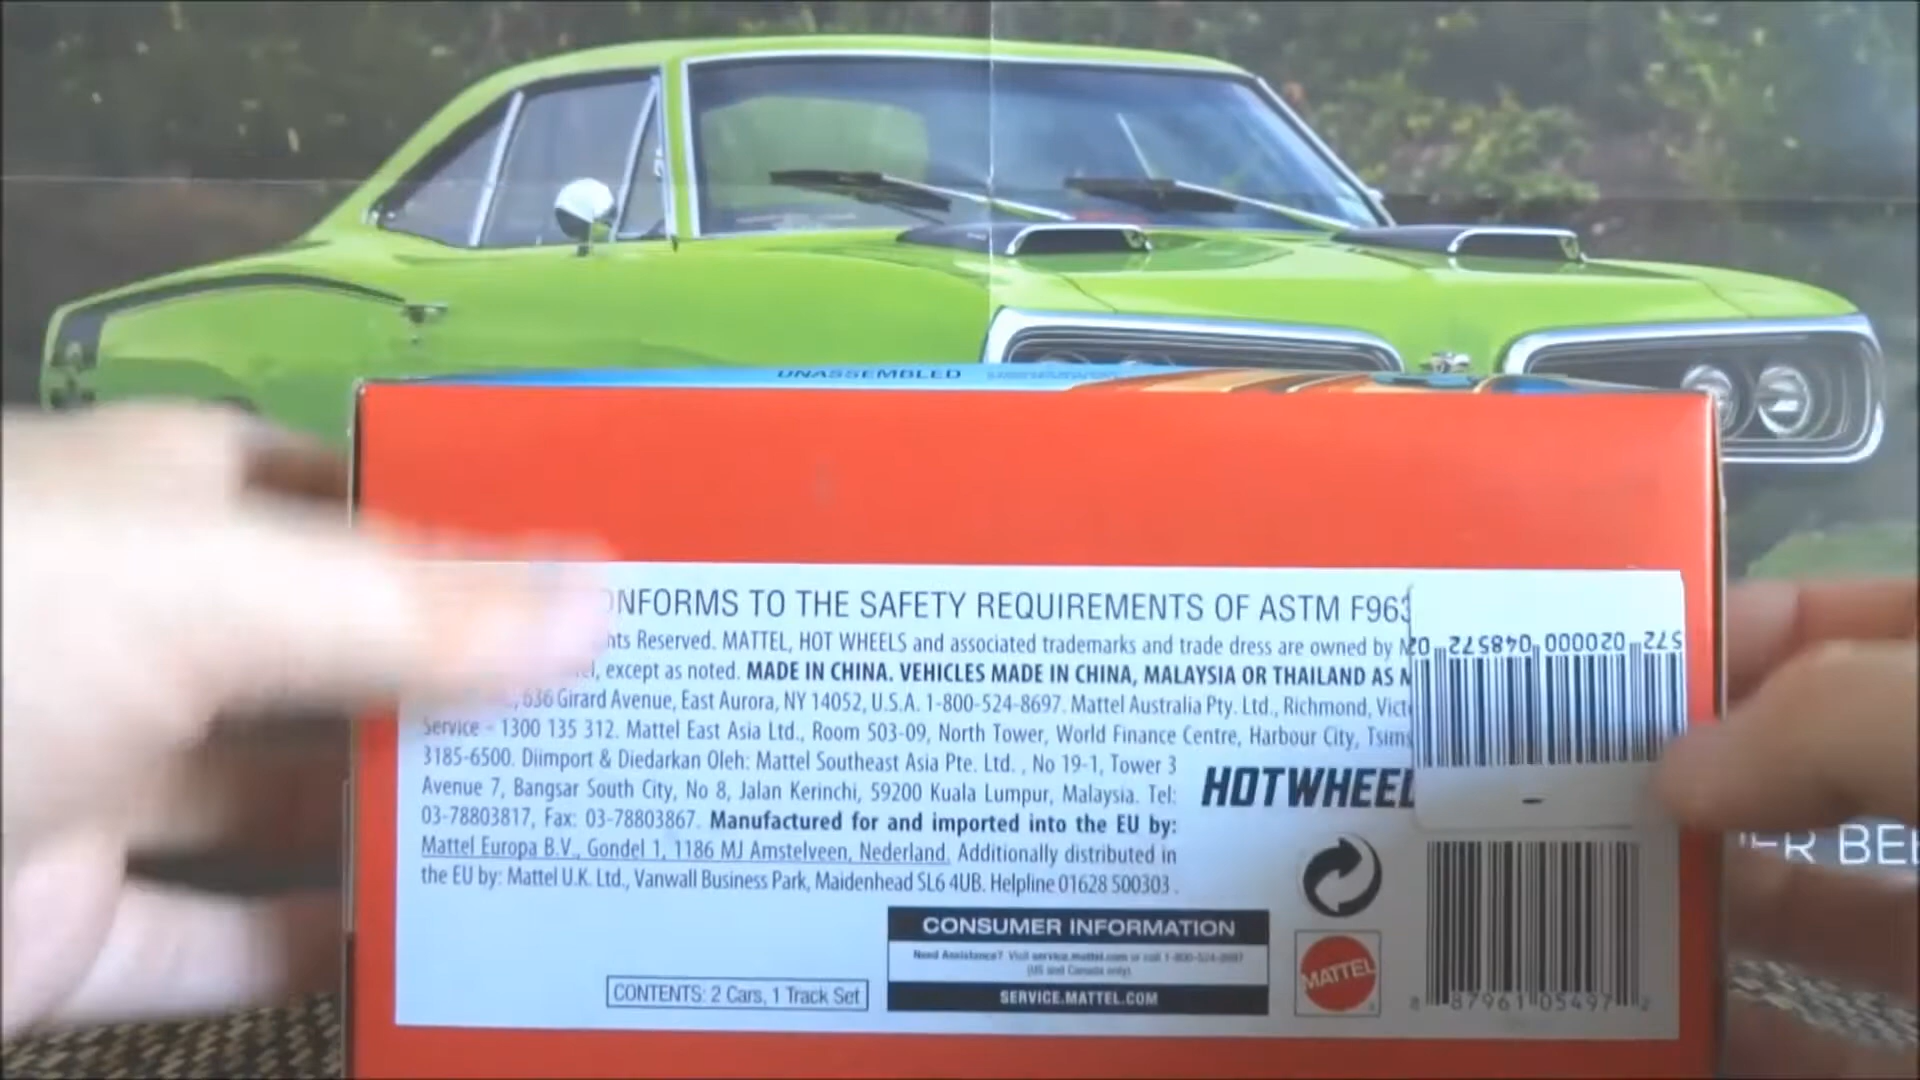 UNASSEMBLED
ONFORMS TO THE SAFETY REQUIREMENTS OF ASTM F963
hts Reserved. MATTEL, HOT WHEELS and associated trademarks and trade dress are owned by
, except as noted. MADE IN CHINA. VEHICLES MADE IN CHINA, MALAYSIA OR THAILAND AS
, 636 Girard Avenue, East Aurora, NY 14052, U.S.A. 1-800-524-8697. Mattel Australia Pty. Ltd., Richmond, Vict
Service - 1300 135 312. Mattel East Asia Ltd., Room 503-09, North Tower, World Finance Centre, Harbour City, Tsims
3185-6500. Diimport & Diedarkan Oleh: Mattel Southeast Asia Pte. Ltd. , No 19-1, Tower 3
Avenue 7, Bangsar South City, No 8, Jalan Kerinchi, 59200 Kuala Lumpur, Malaysia. Tel:
03-78803817, Fax: 03-78803867. Manufactured for and imported into the EU by:
Mattel Europa B.V., Gondel 1, 1186 MJ Amstelveen, Nederland. Additionally distributed in
the EU by: Mattel U.K. Ltd., Vanwall Business Park, Maidenhead SL6 4UB. Helpline 01628 500303 .
572 020000 048572 02
HOTWHEEL
CONSUMER INFORMATION
Need Assistance? Visit service.mattel.com or call 1-800-524-8697
(US and Canada only)
SERVICE.MATTEL.COM
CONTENTS: 2 Cars, 1 Track Set
MATTEL
8 87961 05497 2
ER BEE